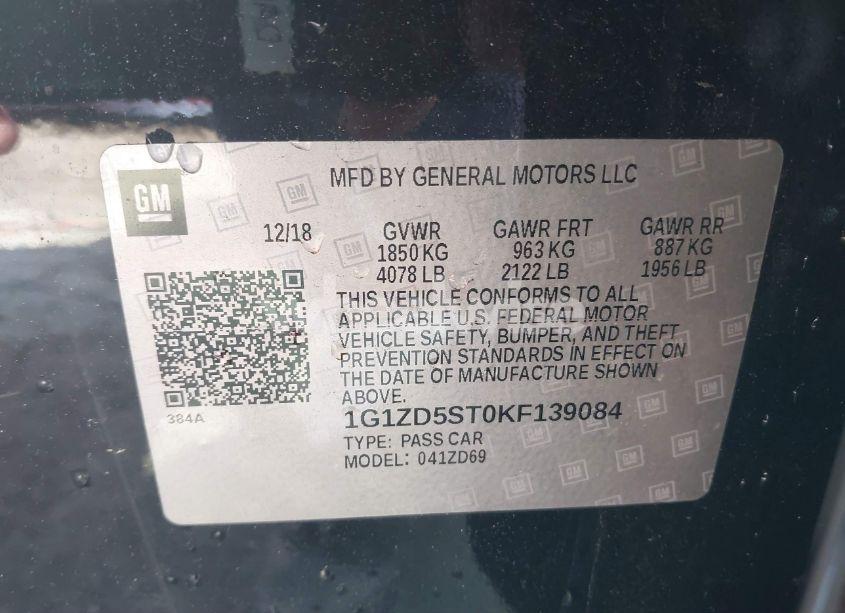 GM
MFD BY GENERAL MOTORS LLC
12/18 GVWR GAWR FRT GAWR RR
1850 KG 963 KG 887 KG
4078 LB 2122 LB 1956 LB
THIS VEHICLE CONFORMS TO ALL
APPLICABLE U.S. FEDERAL MOTOR
VEHICLE SAFETY, BUMPER, AND THEFT
PREVENTION STANDARDS IN EFFECT ON
THE DATE OF MANUFACTURE SHOWN
ABOVE.
384A
1G1ZD5ST0KF139084
TYPE: PASS CAR
MODEL: 041ZD69